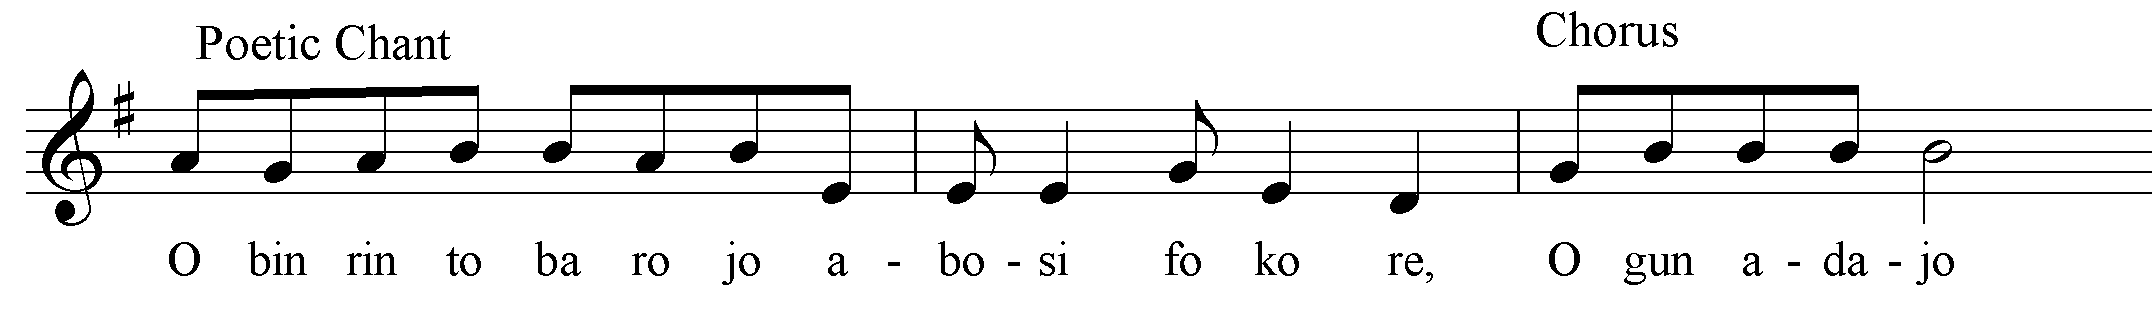 Poetic Chant Chorus
O bin rin to ba ro jo a - bo - si fo ko re, O gun a - da - jo